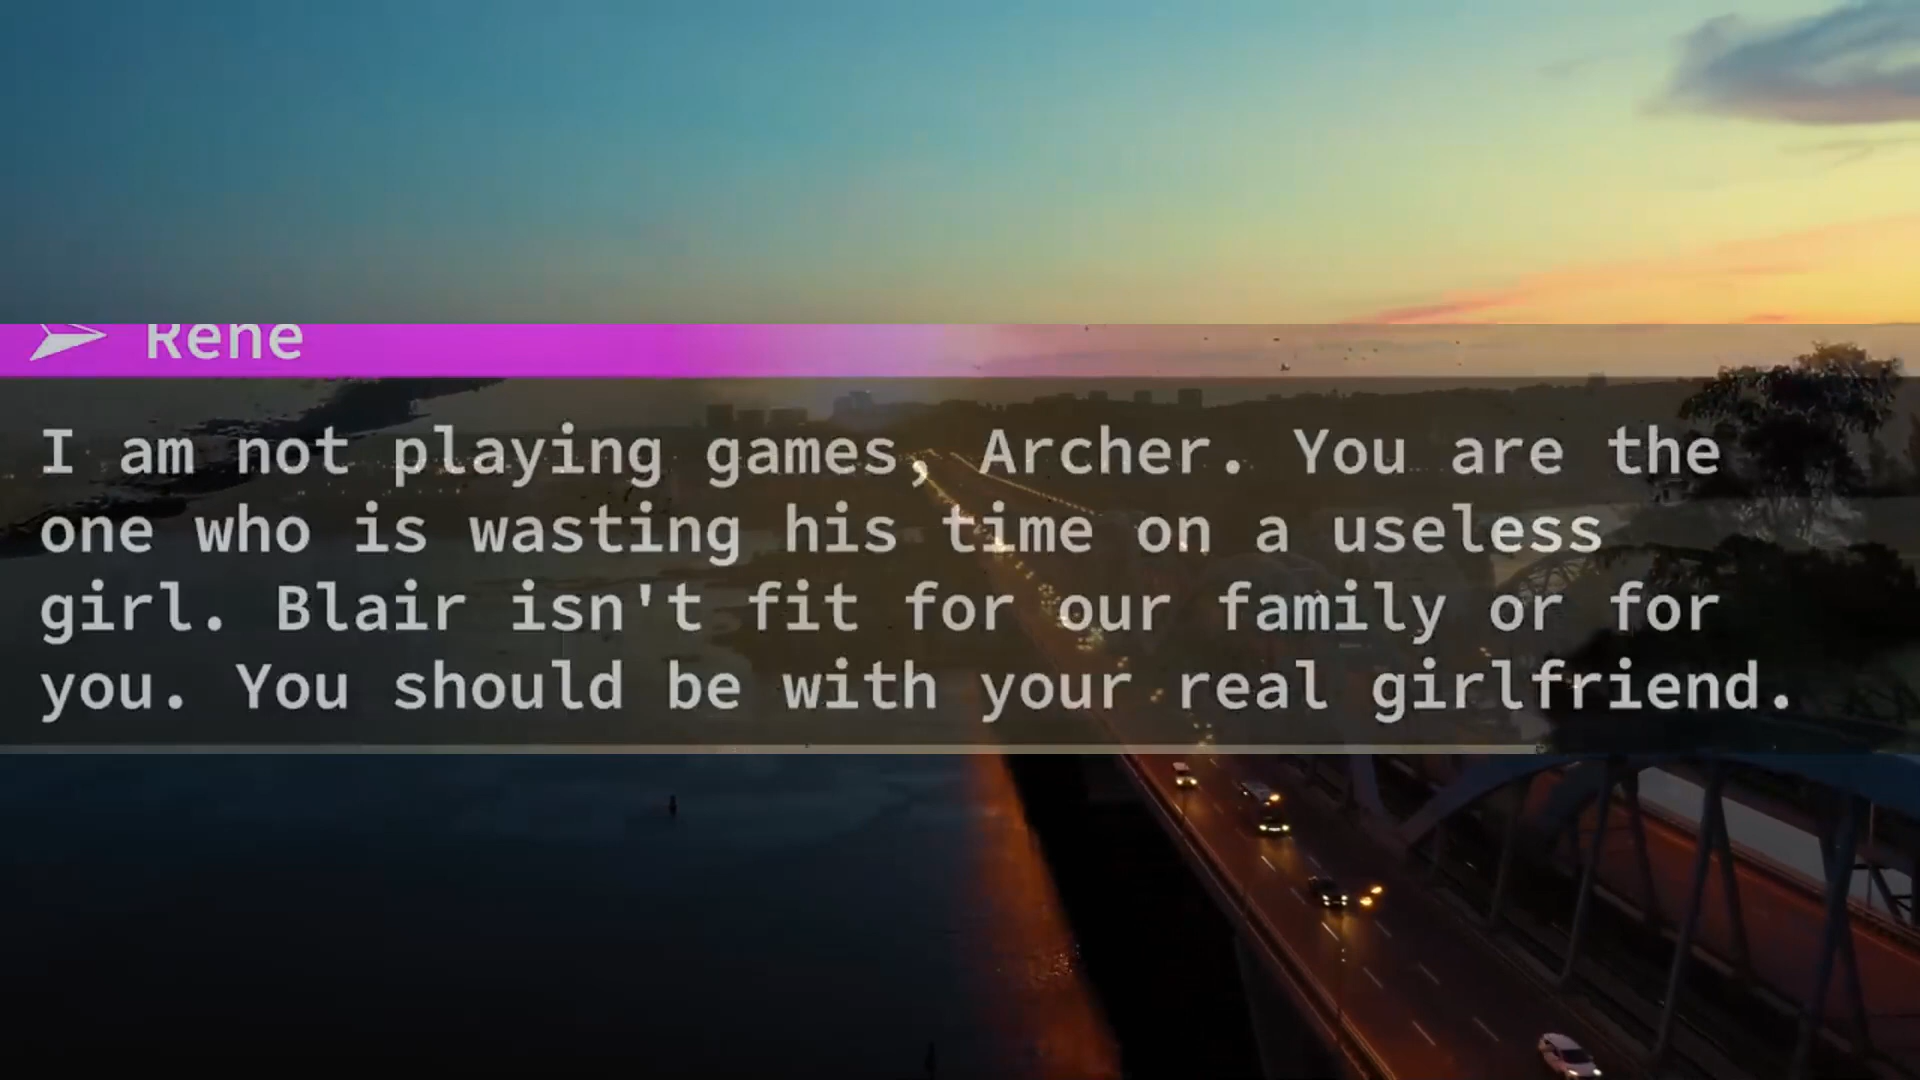 Rene
I am not playing games, Archer. You are the
one who is wasting his time on a useless
girl. Blair isn't fit for our family or for
you. You should be with your real girlfriend.